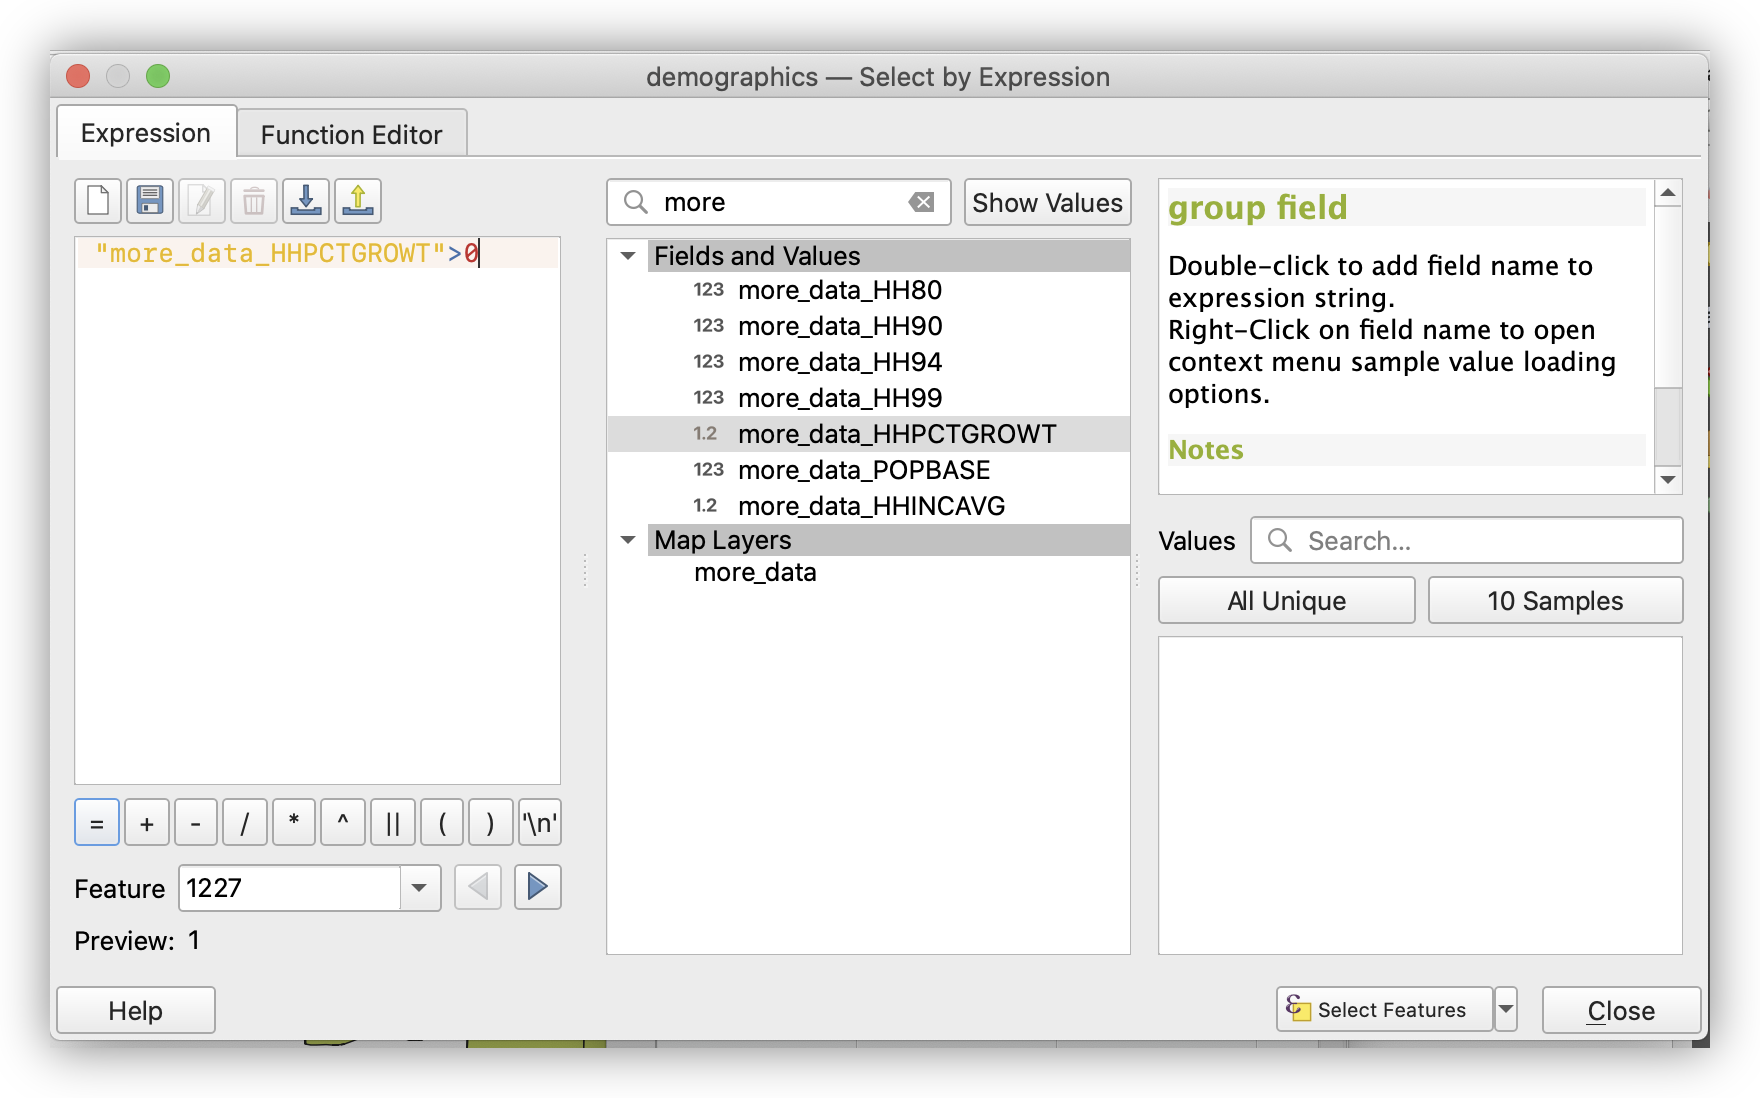 demographics — Select by Expression
Expression
Function Editor
"more_data_HHPCTGROWT">0
= + - / * ^ || ( ) '\n'
Feature 1227
Preview: 1
more
Show Values
Fields and Values
123 more_data_HH80
123 more_data_HH90
123 more_data_HH94
123 more_data_HH99
1.2 more_data_HHPCTGROWT
123 more_data_POPBASE
1.2 more_data_HHINCAVG
Map Layers
more_data
group field
Double-click to add field name to
expression string.
Right-Click on field name to open
context menu sample value loading
options.
Notes
Values Search...
All Unique
10 Samples
Help
Select Features
Close